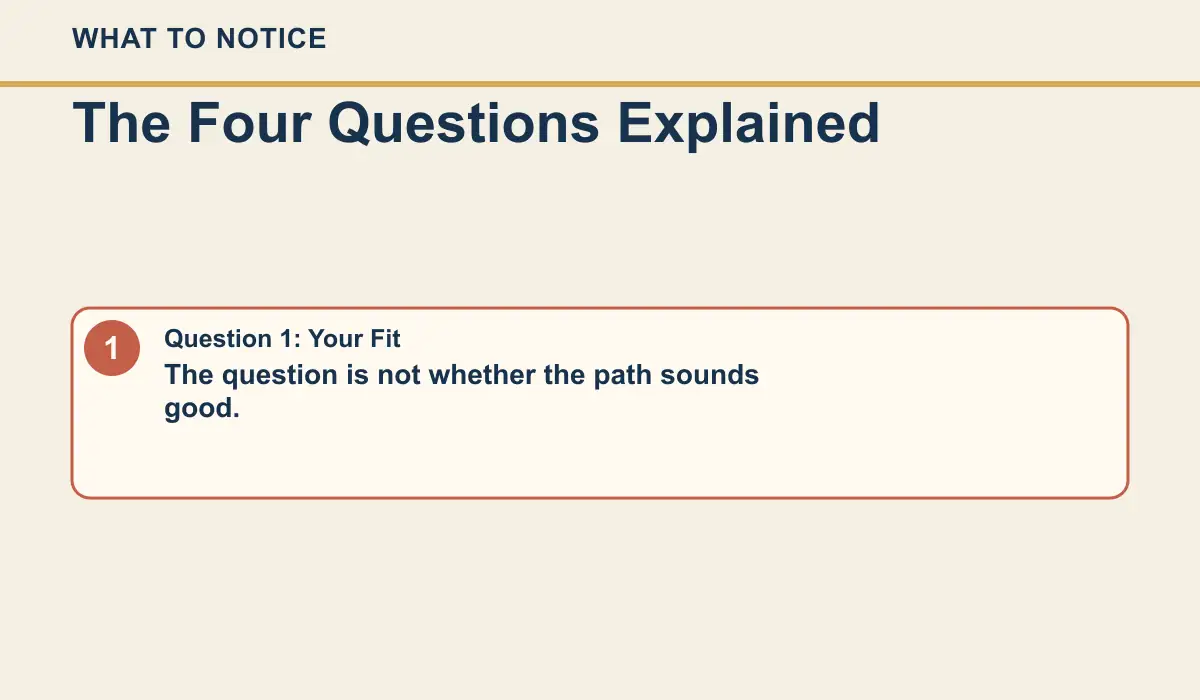 WHAT TO NOTICE
The Four Questions Explained
1
Question 1: Your Fit
The question is not whether the path sounds
good.